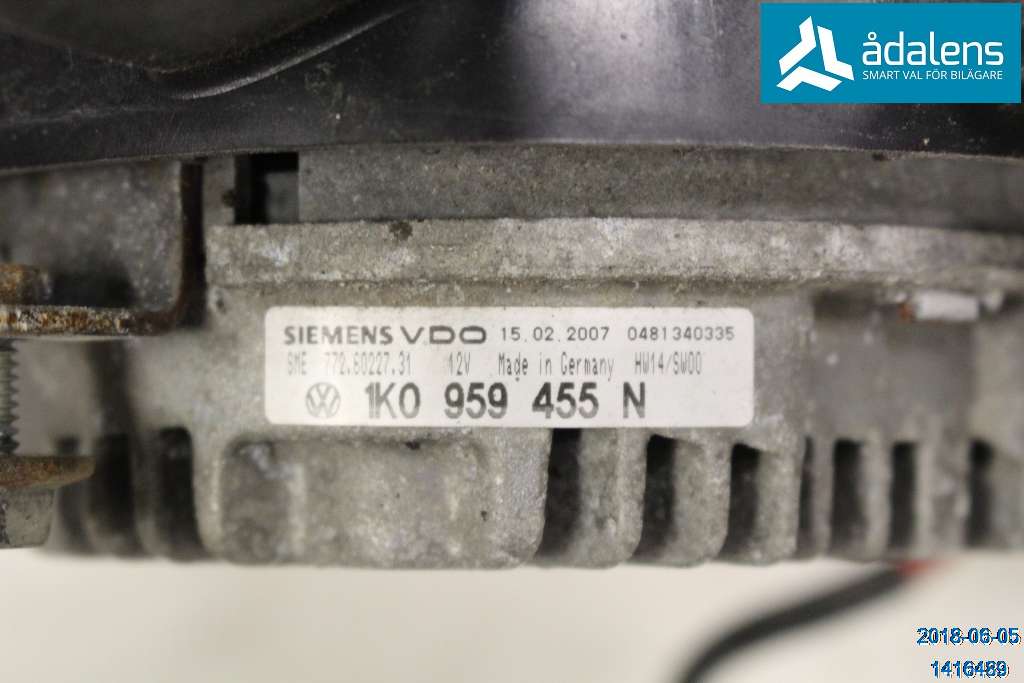 ådalens
SMART VAL FÖR BILÄGARE
SIEMENS VDO 15.02.2007 0481340335
SME 772.60227.31 12V Made in Germany HW14/SW00
1K0 959 455 N
2018-06-05
1416489